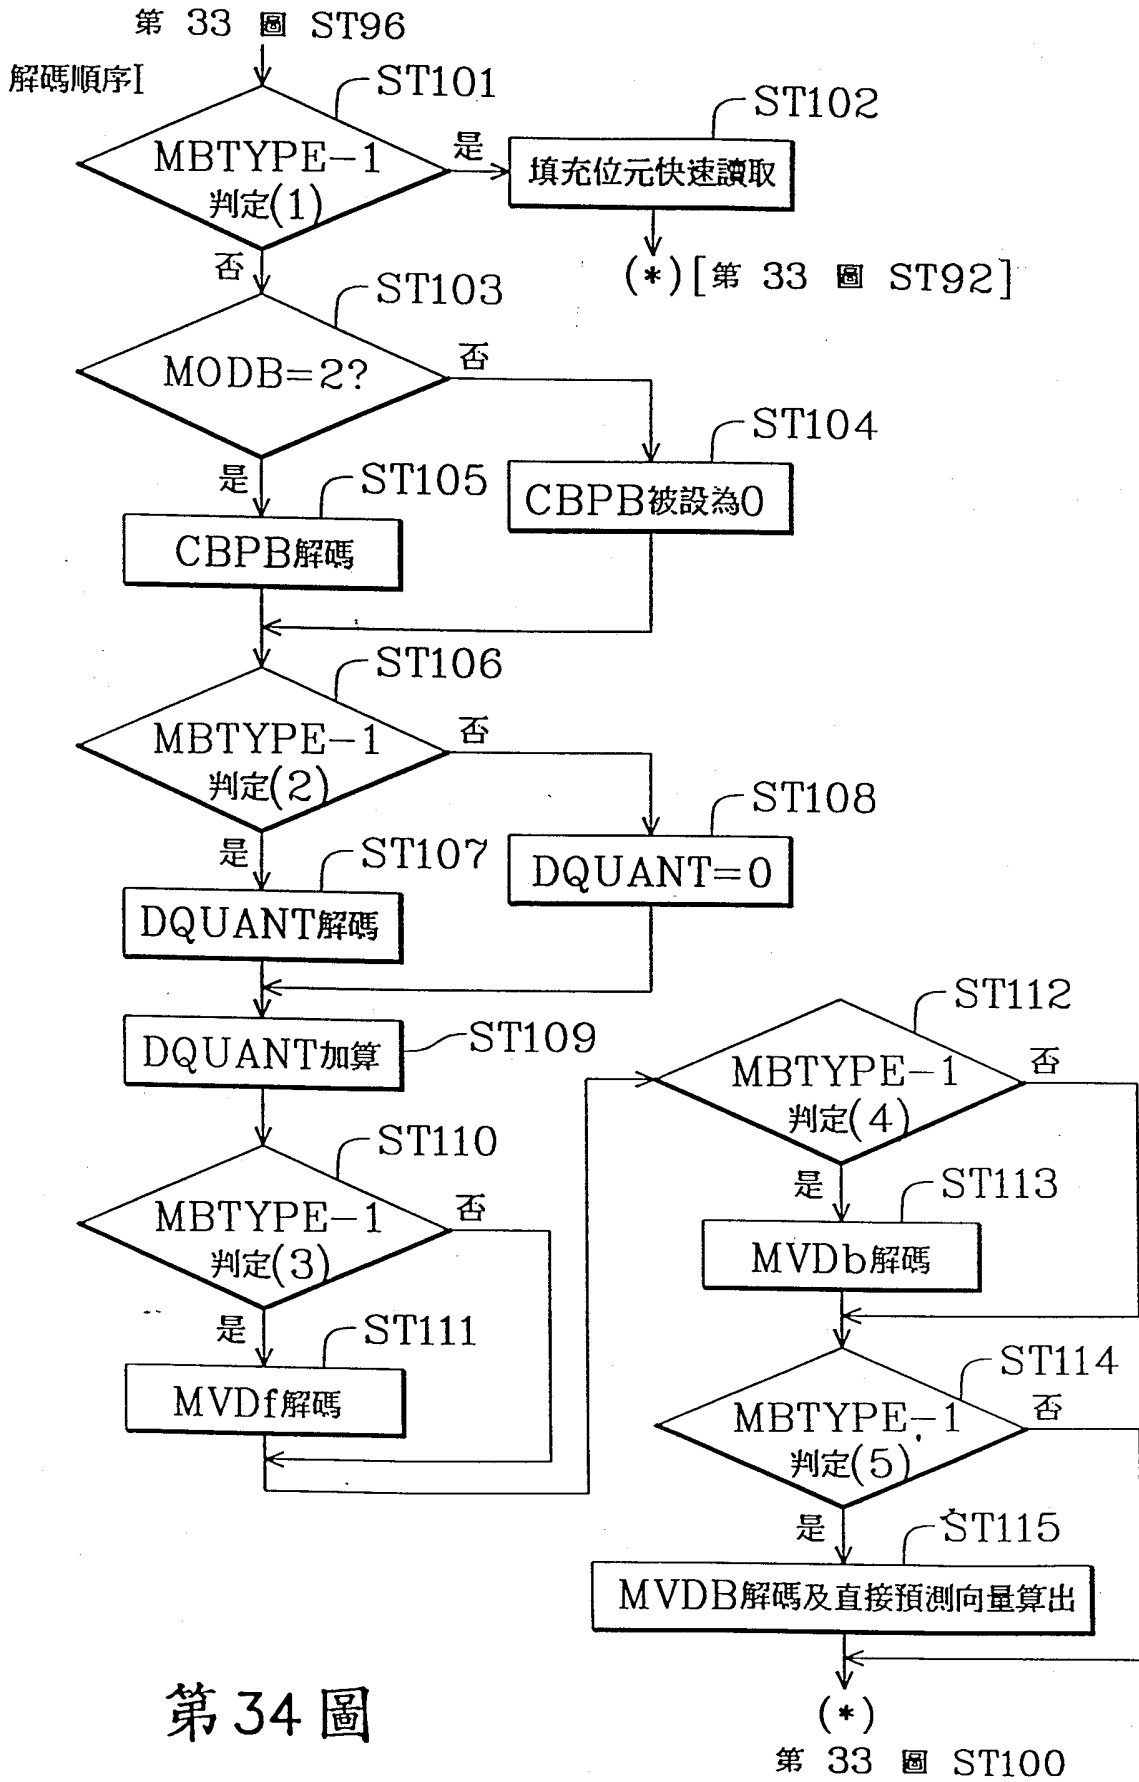 第 33 圖 ST96
解碼順序I
ST101
MBTYPE-1
判定(1)
是
ST102
填充位元快速讀取
(*)[第 33 圖 ST92]
否
ST103
MODB=2?
否
ST104
CBPB被設為0
是
ST105
CBPB解碼
ST106
MBTYPE-1
判定(2)
否
ST108
DQUANT=0
是
ST107
DQUANT解碼
ST109
DQUANT加算
ST110
MBTYPE-1
判定(3)
否
是
ST111
MVDf解碼
ST112
MBTYPE-1
判定(4)
否
是
ST113
MVDb解碼
ST114
MBTYPE-1
判定(5)
否
是
ST115
MVDB解碼及直接預測向量算出
(*)
第 33 圖 ST100
第 34 圖